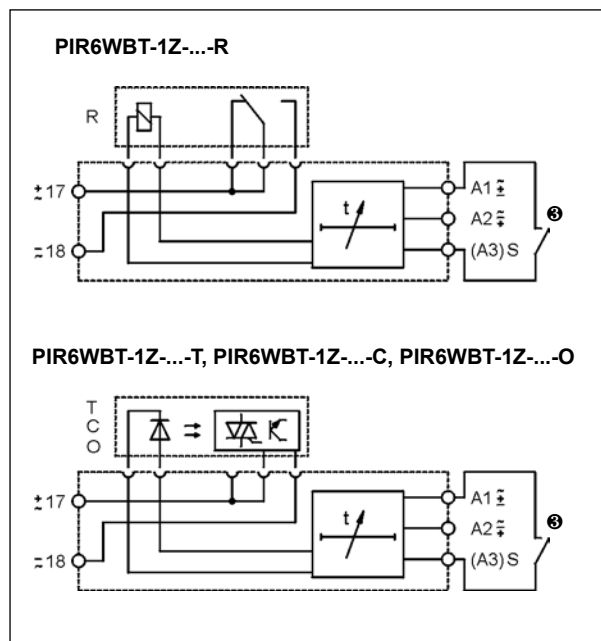 PIR6WBT-1Z-...-R
R
t
± ~ 17
A1 ~ ±
A2 ~ ∓
❸
≂ 18
(A3) S
PIR6WBT-1Z-...-T, PIR6WBT-1Z-...-C, PIR6WBT-1Z-...-O
T
C
O
t
± ~ 17
A1 ~ ±
A2 ~ ∓
❸
≂ 18
(A3) S